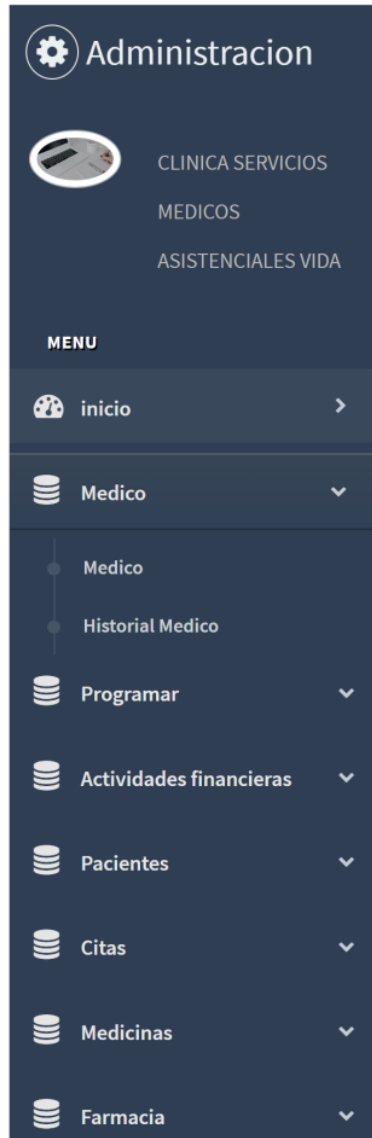 Administracion
CLINICA SERVICIOS
MEDICOS
ASISTENCIALES VIDA
MENU
inicio
Medico
Medico
Historial Medico
Programar
Actividades financieras
Pacientes
Citas
Medicinas
Farmacia